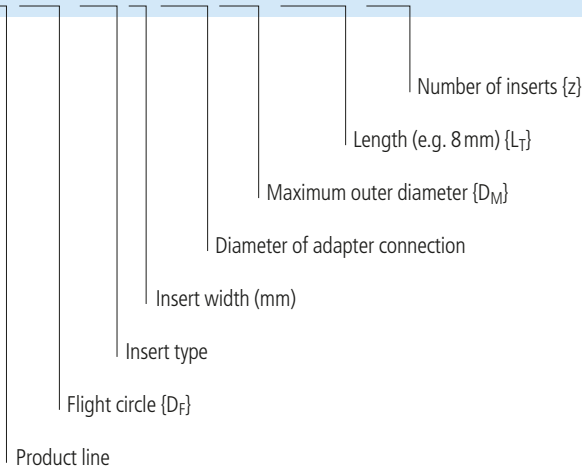 Number of inserts {z}
Length (e.g. 8 mm) {L_T}
Maximum outer diameter {D_M}
Diameter of adapter connection
Insert width (mm)
Insert type
Flight circle {D_F}
Product line